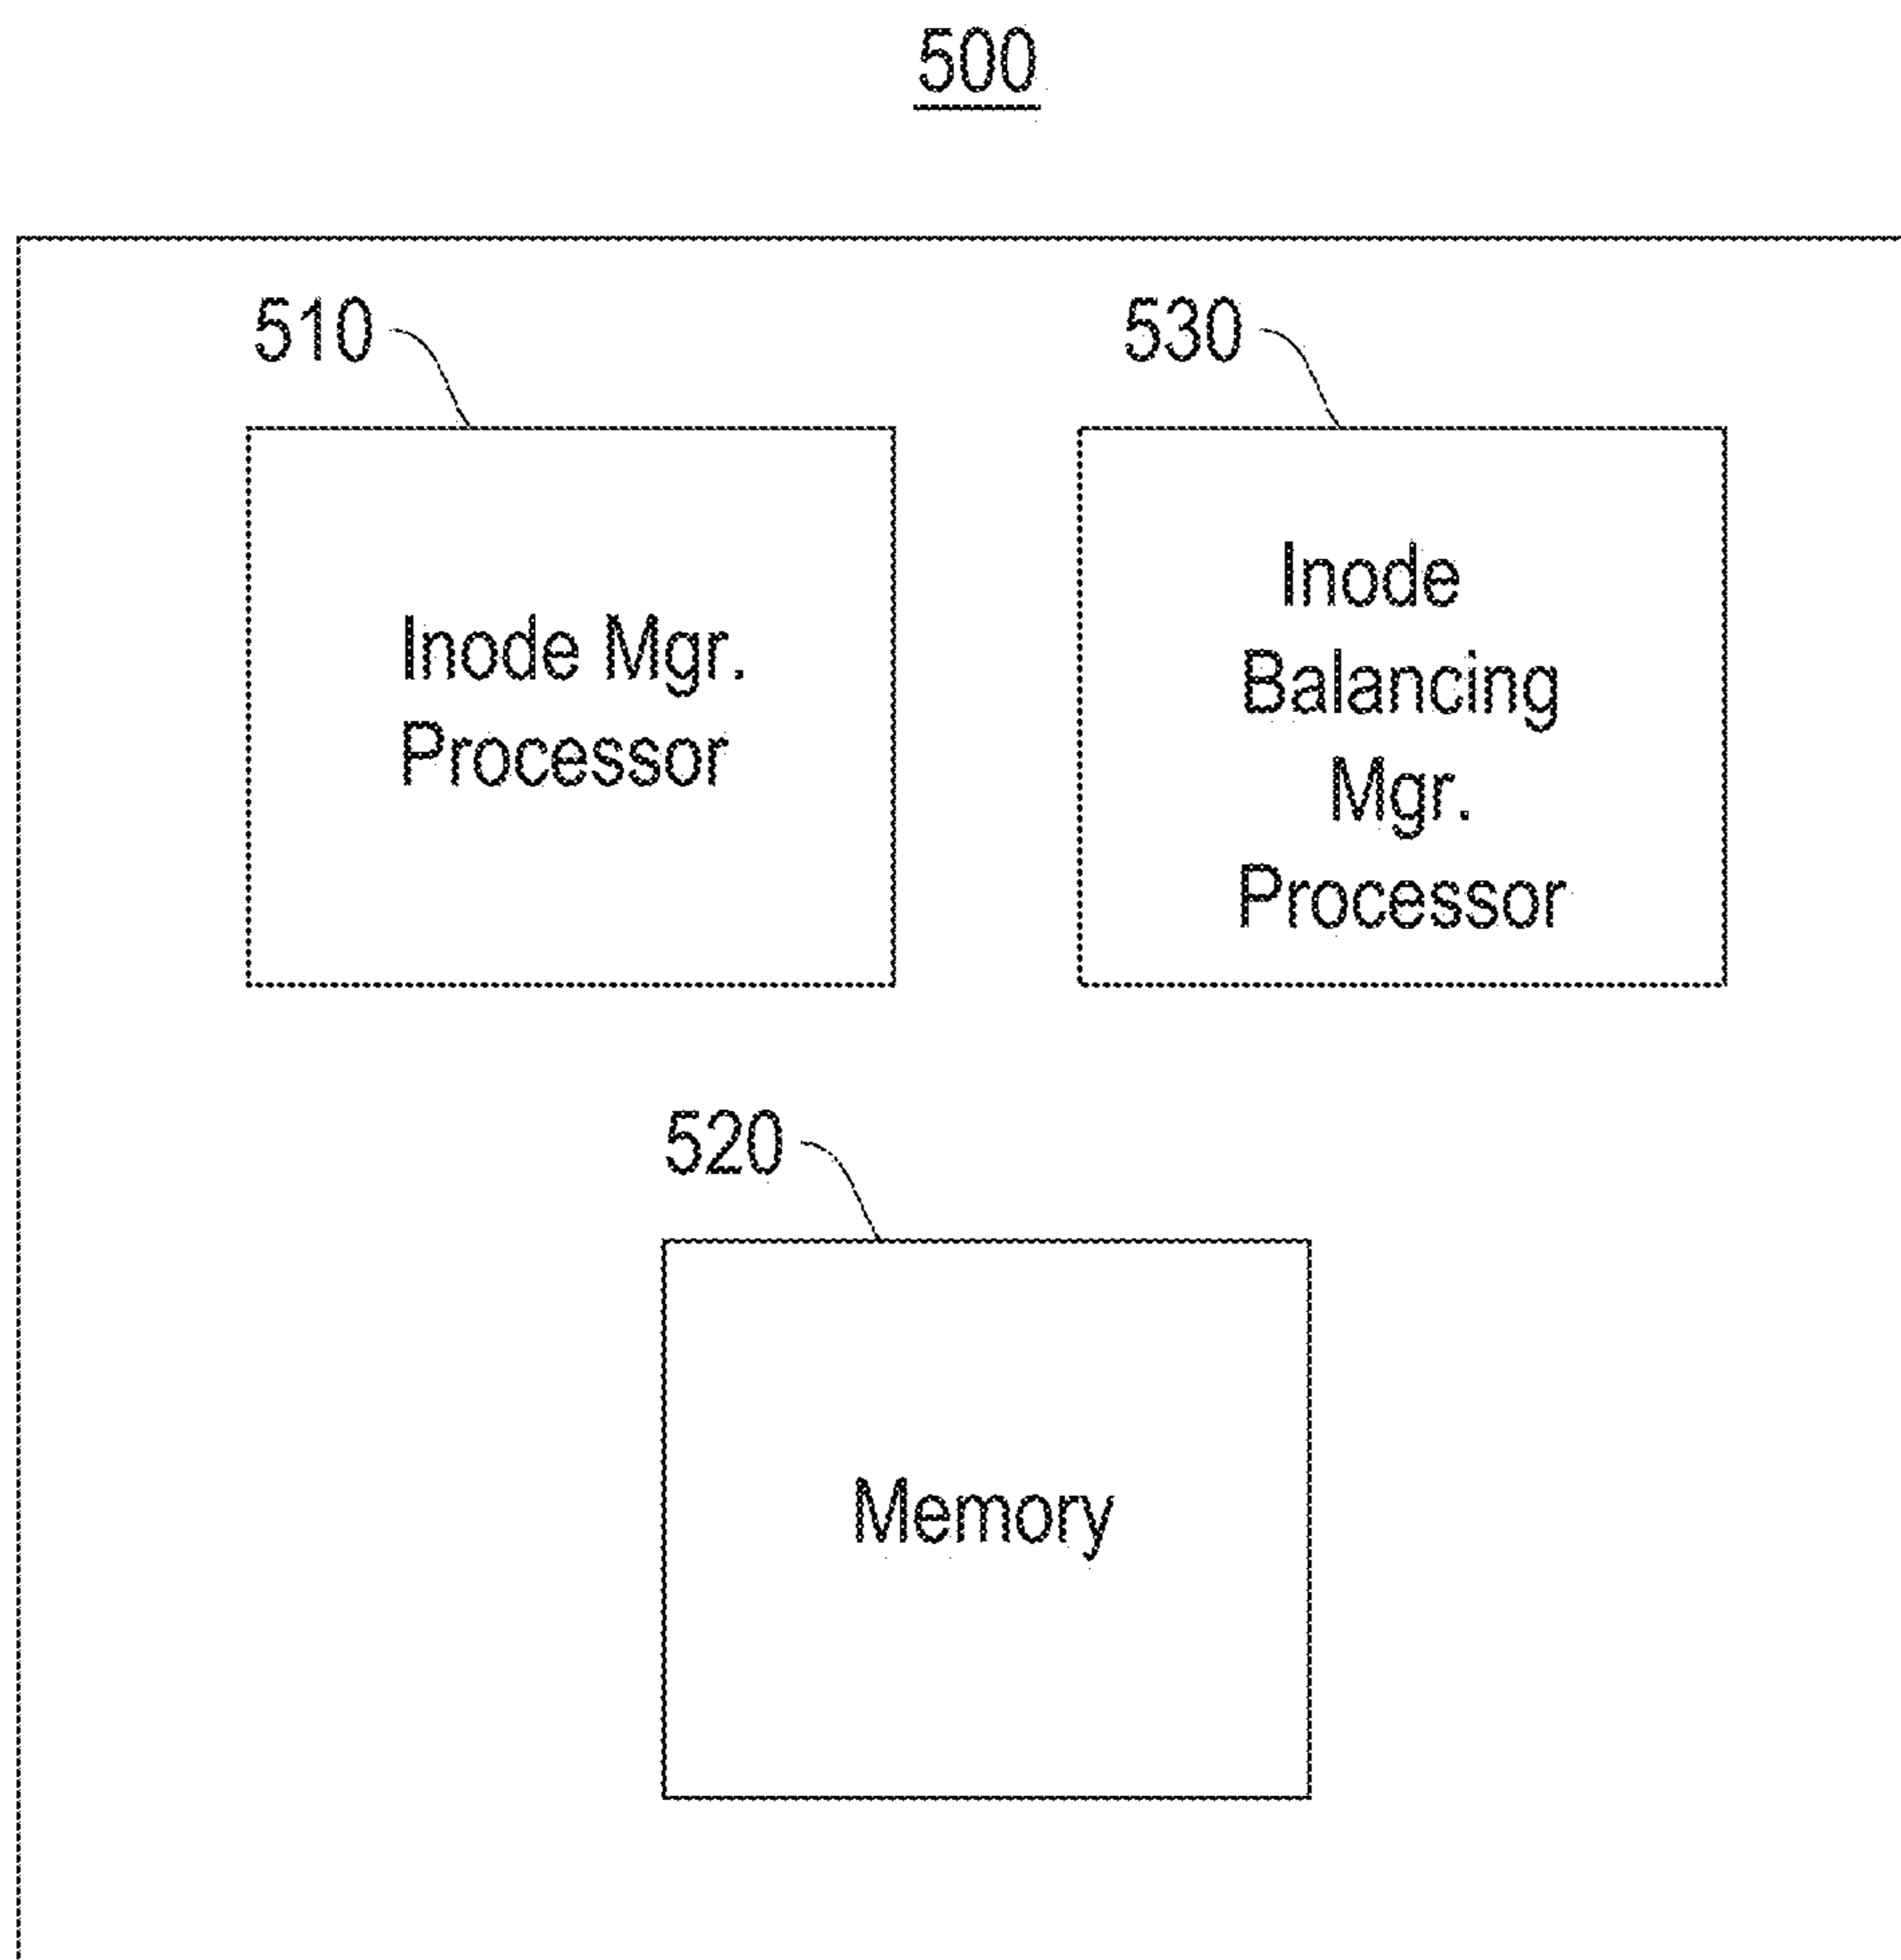 500
510
530
Inode Mgr.
Processor
Inode
Balancing
Mgr.
Processor
520
Memory